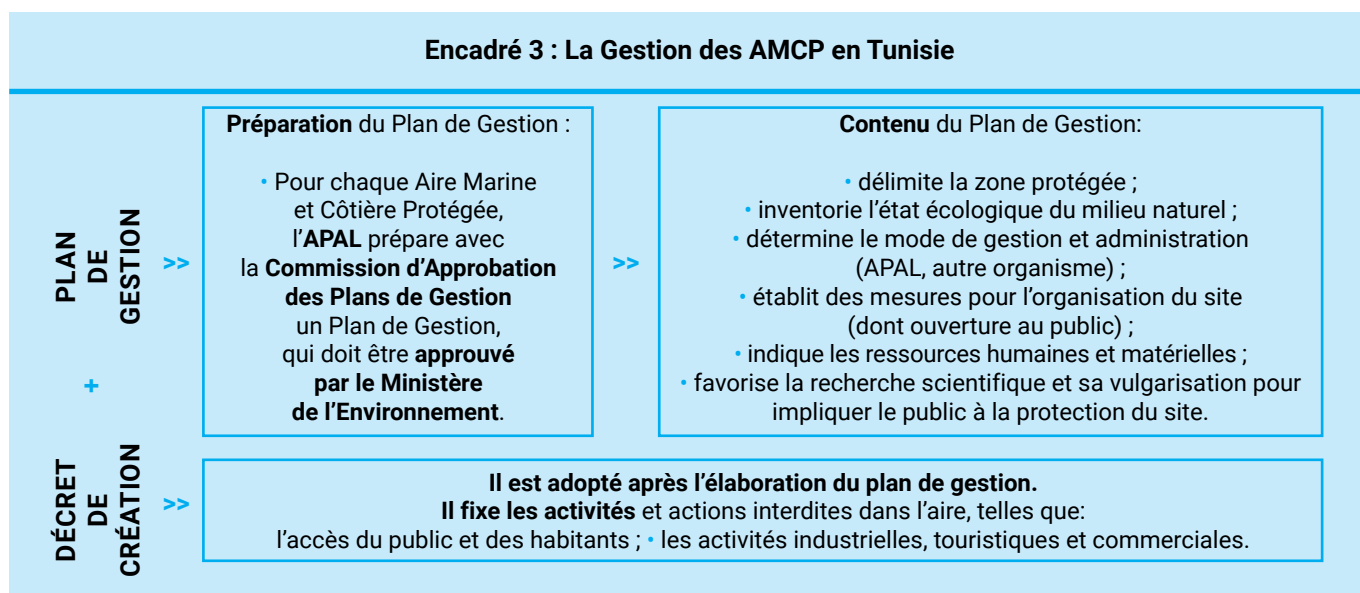 Encadré 3 : La Gestion des AMCP en Tunisie
PLAN
DE
GESTION
>>
Préparation du Plan de Gestion :
• Pour chaque Aire Marine
et Côtière Protégée,
l’APAL prépare avec
la Commission d’Approbation
des Plans de Gestion
un Plan de Gestion,
qui doit être approuvé
par le Ministère
de l’Environnement.
>>
Contenu du Plan de Gestion:
• délimite la zone protégée ;
• inventorie l’état écologique du milieu naturel ;
• détermine le mode de gestion et administration
(APAL, autre organisme) ;
• établit des mesures pour l’organisation du site
(dont ouverture au public) ;
• indique les ressources humaines et matérielles ;
• favorise la recherche scientifique et sa vulgarisation pour
impliquer le public à la protection du site.
+
DÉCRET
DE
CRÉATION
>>
Il est adopté après l’élaboration du plan de gestion.
Il fixe les activités et actions interdites dans l’aire, telles que:
l’accès du public et des habitants ; • les activités industrielles, touristiques et commerciales.